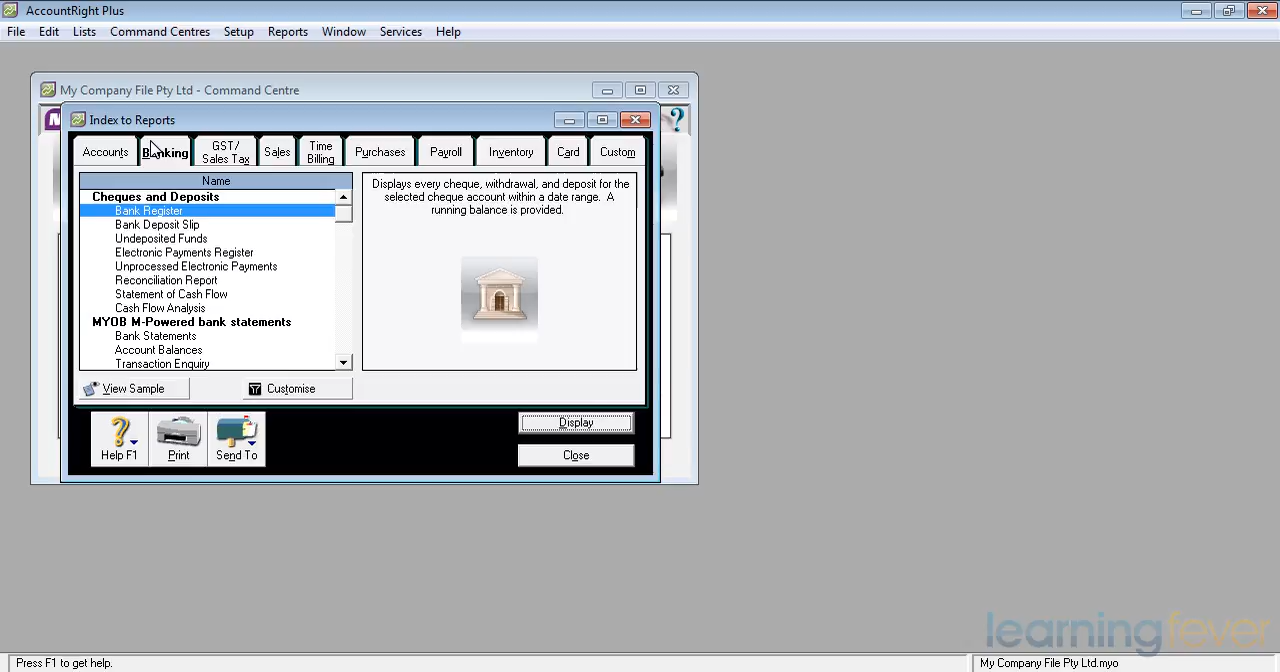 AccountRight Plus
File Edit Lists Command Centres Setup Reports Window Services Help
My Company File Pty Ltd - Command Centre
Index to Reports
Accounts Banking GST/ Sales Tax Sales Time Billing Purchases Payroll Inventory Card Custom
Name
Cheques and Deposits
Bank Register
Bank Deposit Slip
Undeposited Funds
Electronic Payments Register
Unprocessed Electronic Payments
Reconciliation Report
Statement of Cash Flow
Cash Flow Analysis
MYOB M-Powered bank statements
Bank Statements
Account Balances
Transaction Enquiry
Displays every cheque, withdrawal, and deposit for the
selected cheque account within a date range. A
running balance is provided.
View Sample Customise
Display
Help F1 Print Send To Close
learningfever
Press F1 to get help. My Company File Pty Ltd.myo